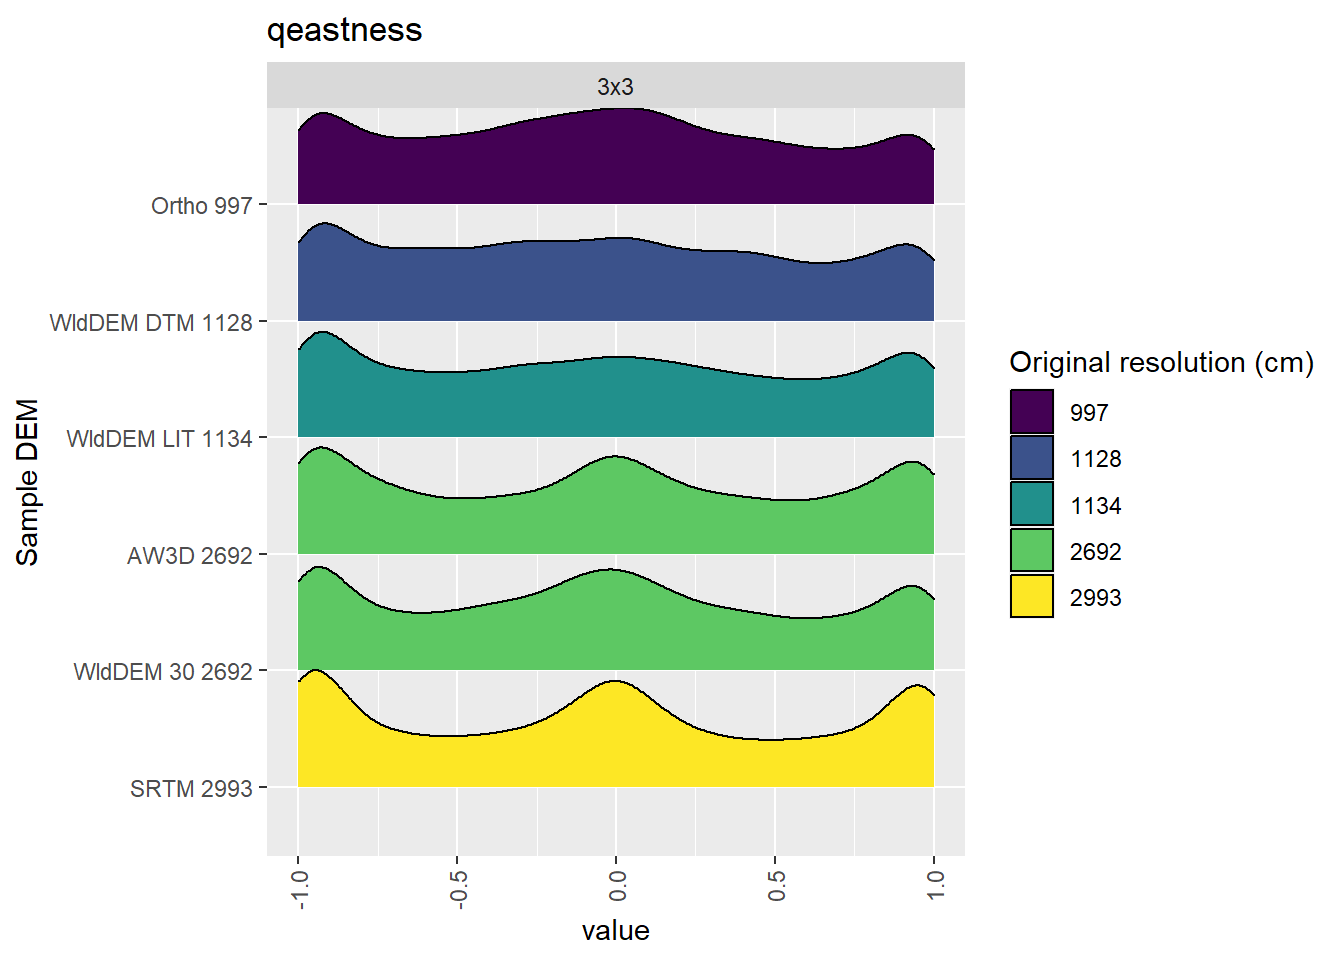 qeastness
3x3
Sample DEM
Ortho 997
WldDEM DTM 1128
WldDEM LIT 1134
AW3D 2692
WldDEM 30 2692
SRTM 2993
-1.0
-0.5
0.0
0.5
1.0
value
Original resolution (cm)
997
1128
1134
2692
2993